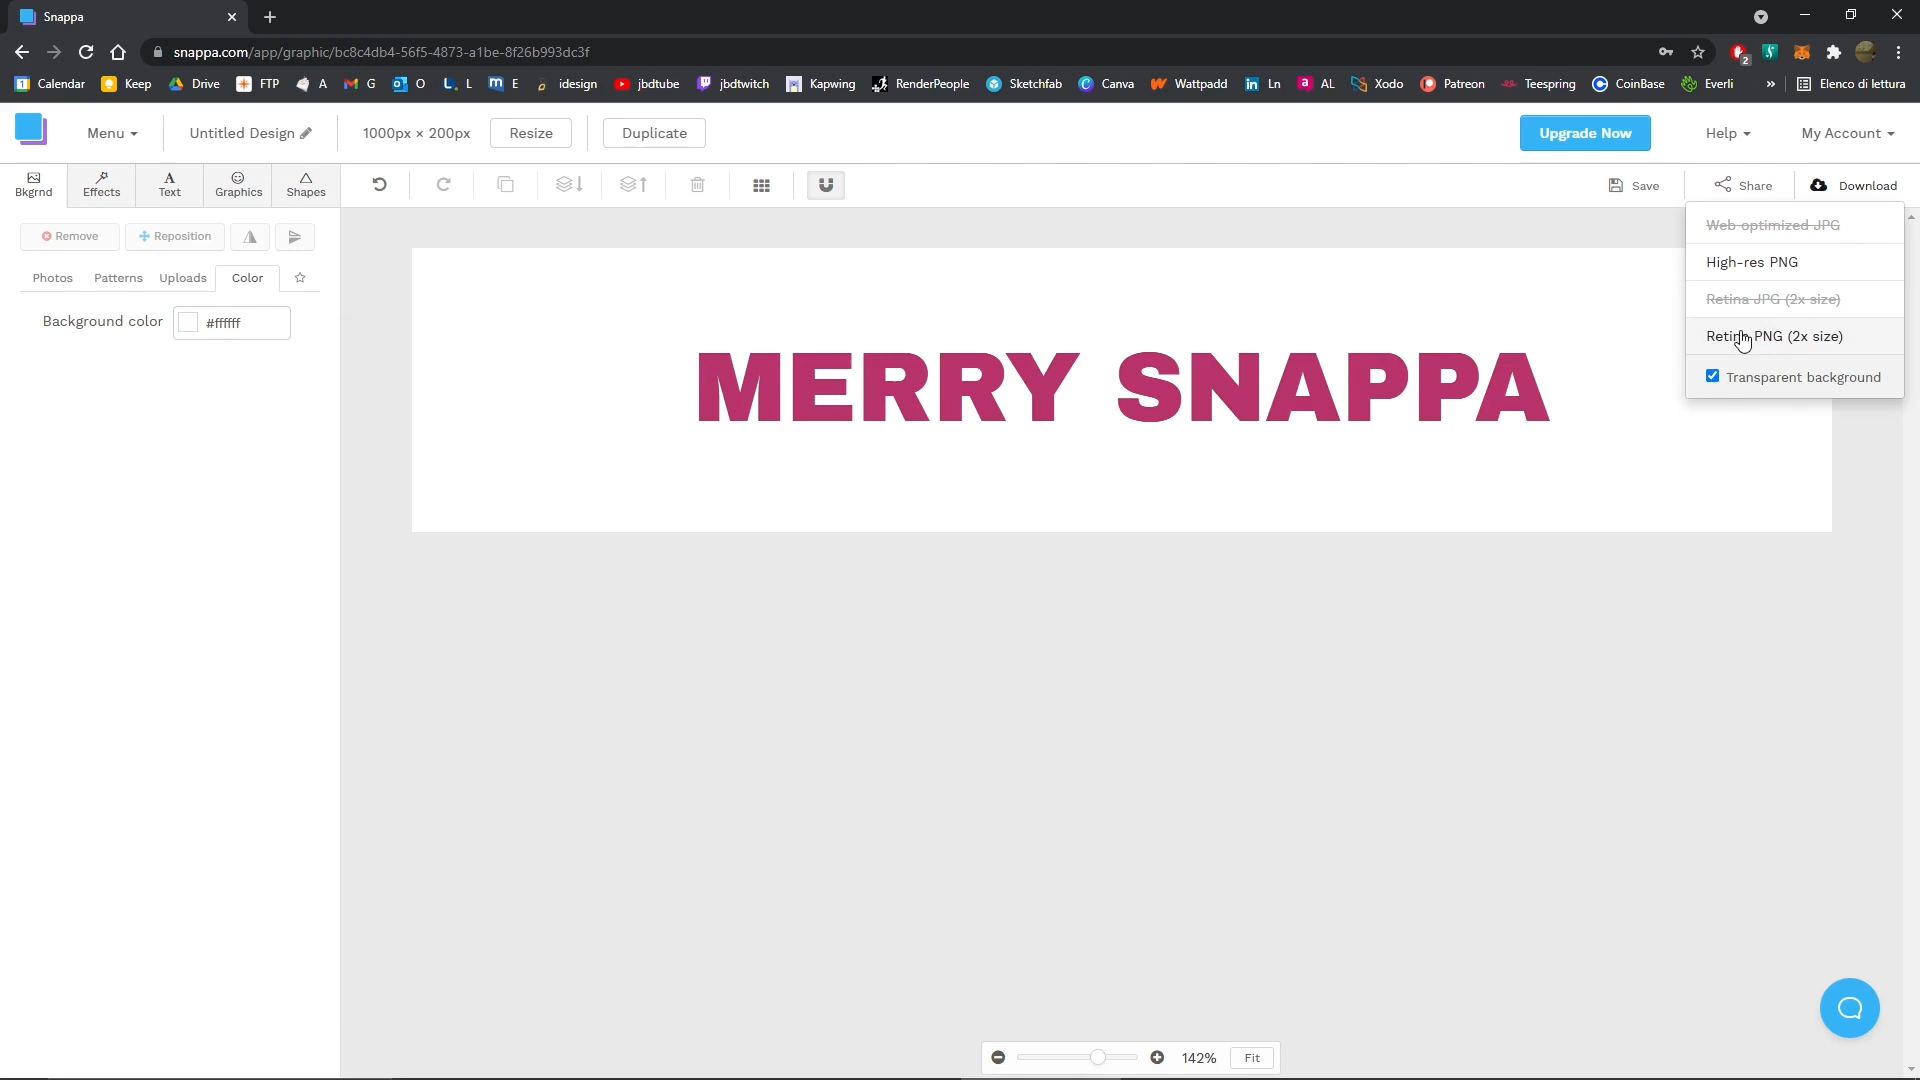 Snappa
snappa.com/app/graphic/bc8c4db4-56f5-4873-a1be-8f26b993dc3f
2
Calendar Keep Drive FTP A G O L E idesign jbdtube jbdtwitch Kapwing RenderPeople Sketchfab Canva Wattpadd Ln AL Xodo Patreon Teespring CoinBase Everli » Elenco di lettura
Menu Untitled Design 1000px × 200px Resize Duplicate Upgrade Now Help My Account
Bkgrnd Effects Text Graphics Shapes Save Share Download
Remove Reposition
Photos Patterns Uploads Color
Background color #ffffff
Web optimized JPG
High-res PNG
Retina JPG (2x size)
Retina PNG (2x size)
Transparent background
MERRY SNAPPA
142% Fit